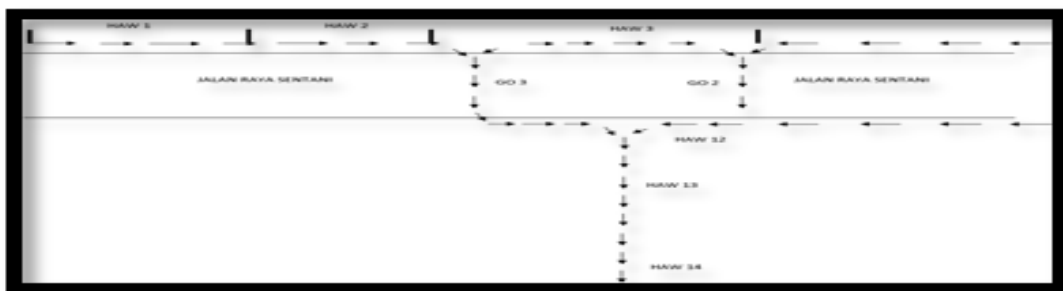 HAW 1
HAW 2
HAW 3
JALAN RAYA SENTANI
GO 3
GO 2
JALAN RAYA SENTANI
HAW 12
HAW 13
HAW 14